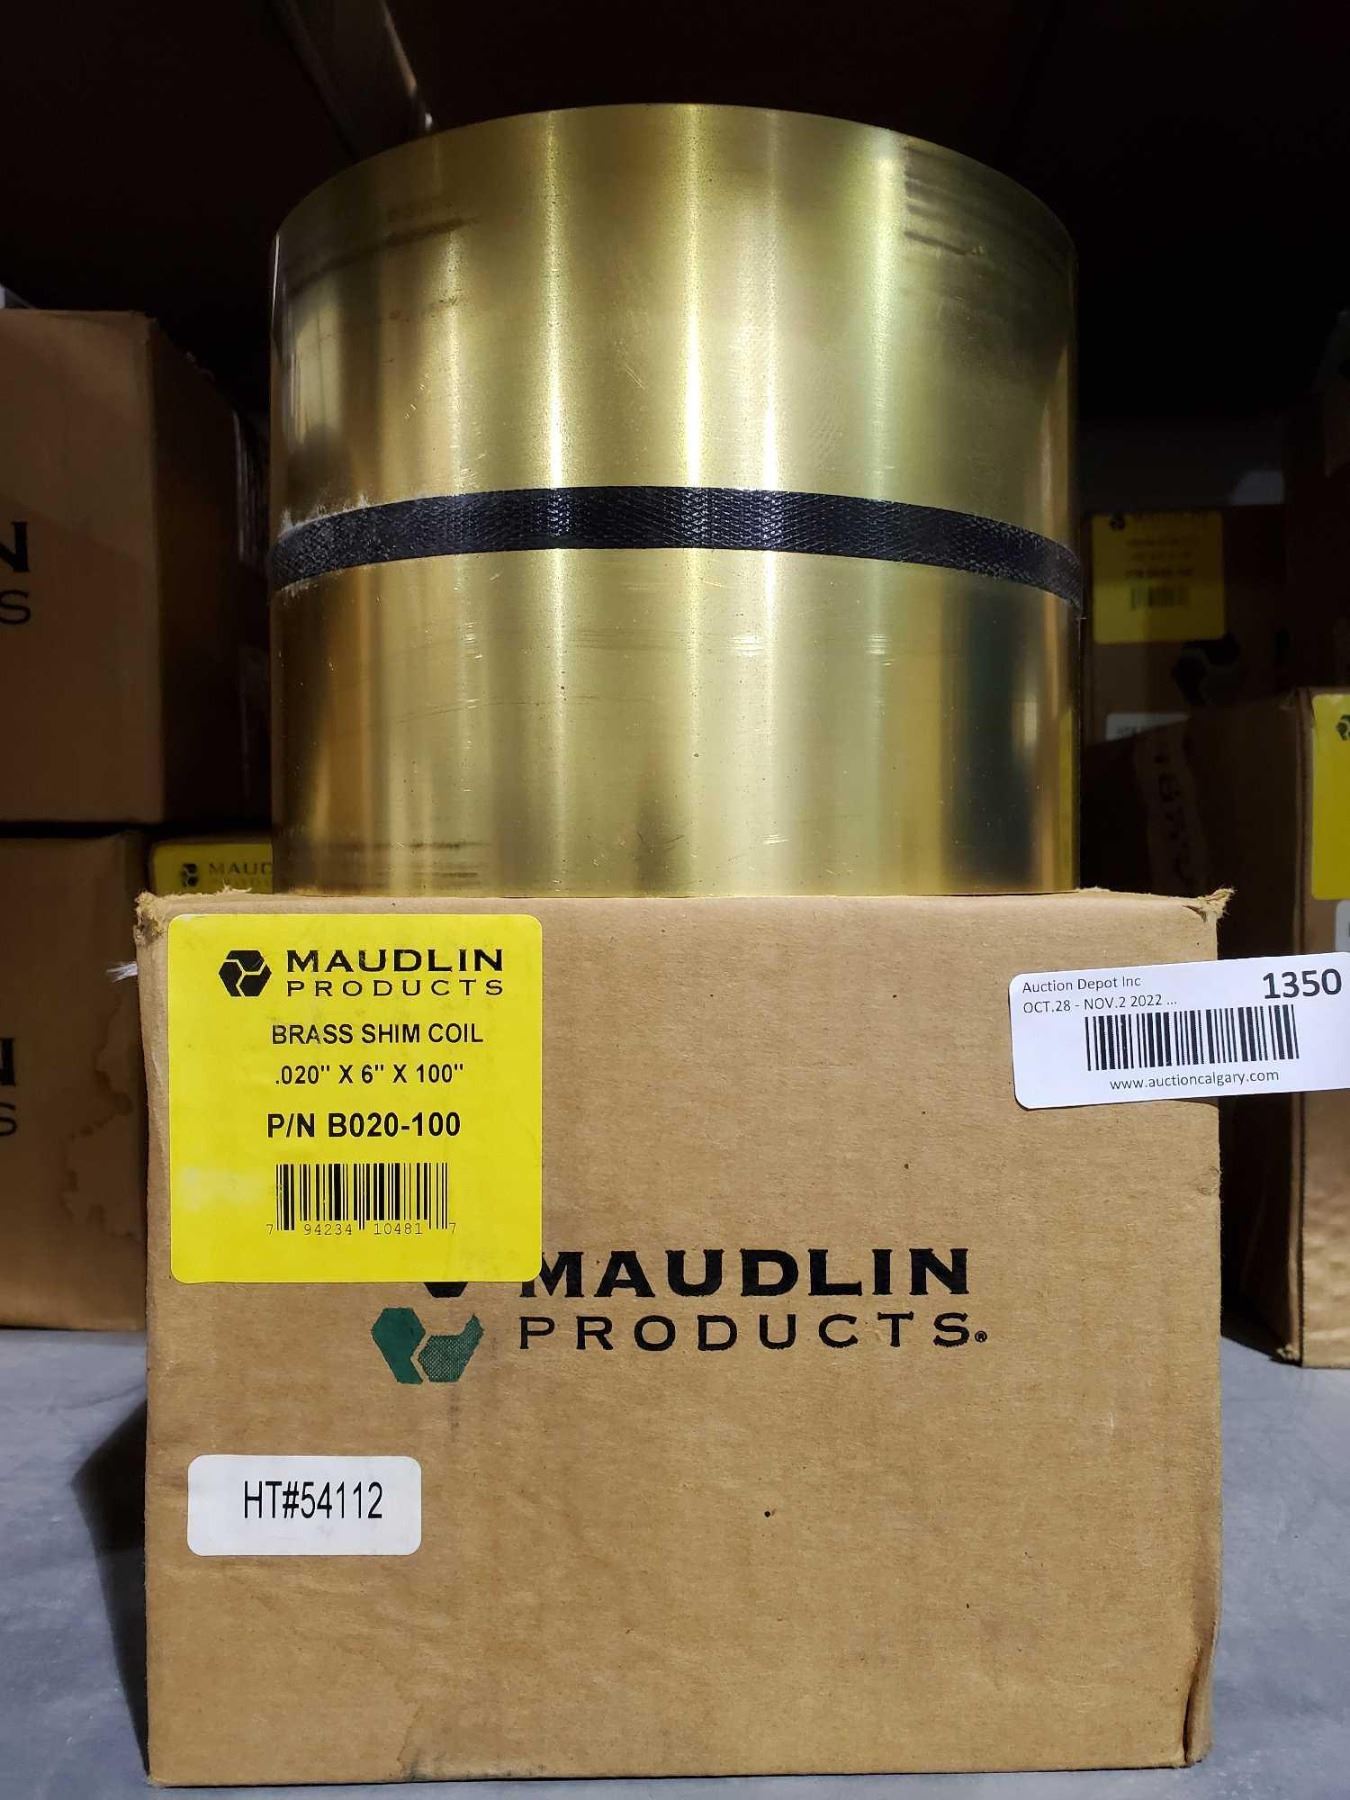 MAUDLIN
PRODUCTS
BRASS SHIM COIL
.020" X 6" X 100"
P/N B020-100
7 94234 10481 7
Auction Depot Inc
1350
OCT.28 - NOV.2 2022 ...
www.auctioncalgary.com
MAUDLIN
PRODUCTS®
HT#54112
MAUD